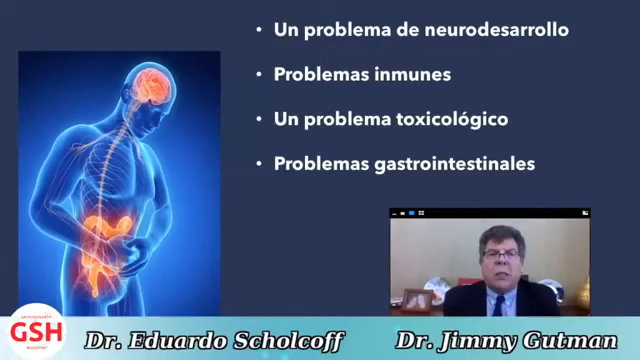 • Un problema de neurodesarrollo
• Problemas inmunes
• Un problema toxicológico
• Problemas gastrointestinales
GSH
Dr. Eduardo Scholcoff
Dr. Jimmy Gutman